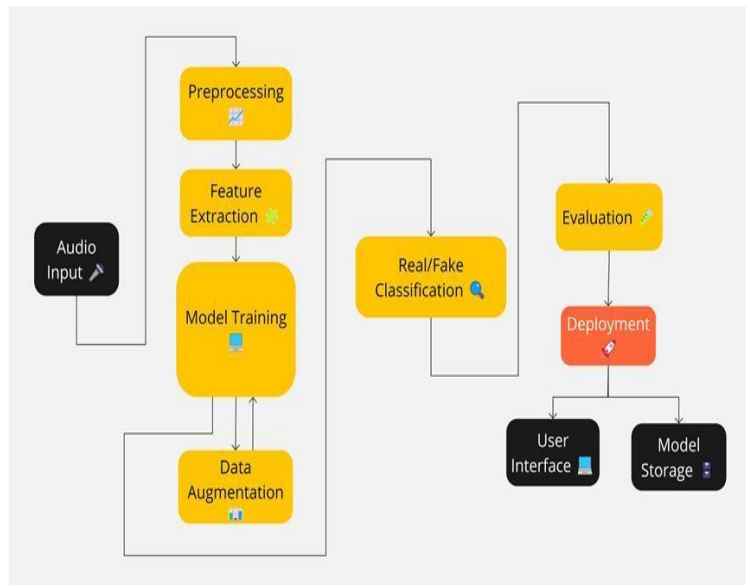 Audio
Input
Preprocessing
Feature
Extraction
Model Training
Data
Augmentation
Real/Fake
Classification
Evaluation
Deployment
User
Interface
Model
Storage